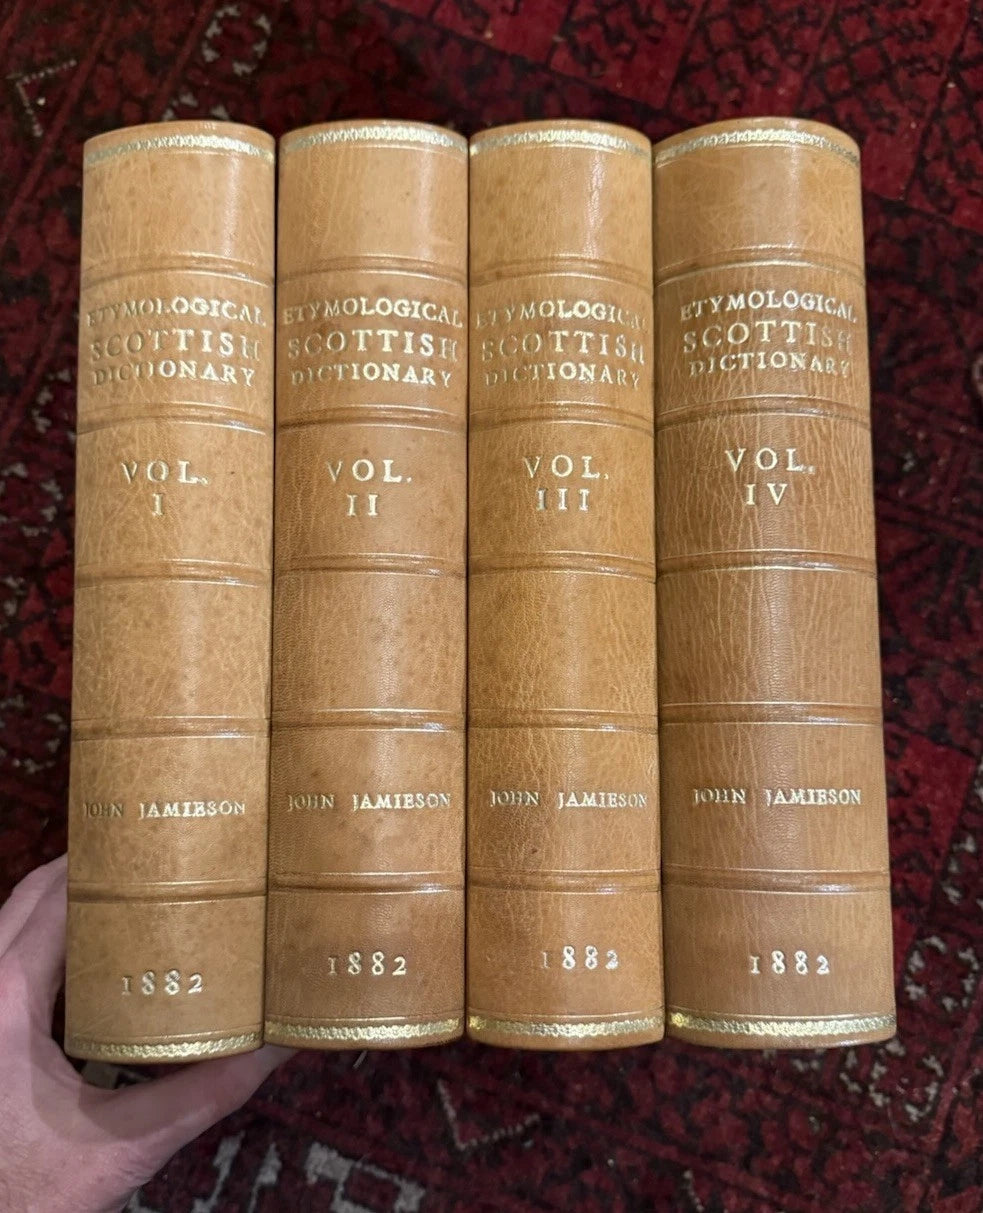 ETYMOLOGICAL
SCOTTISH
DICTIONARY
VOL.
I
JOHN JAMIESON
1882
ETYMOLOGICAL
SCOTTISH
DICTIONARY
VOL.
II
JOHN JAMIESON
1882
ETYMOLOGICAL
SCOTTISH
DICTIONARY
VOL.
III
JOHN JAMIESON
1882
ETYMOLOGICAL
SCOTTISH
DICTIONARY
VOL.
IV
JOHN JAMIESON
1882